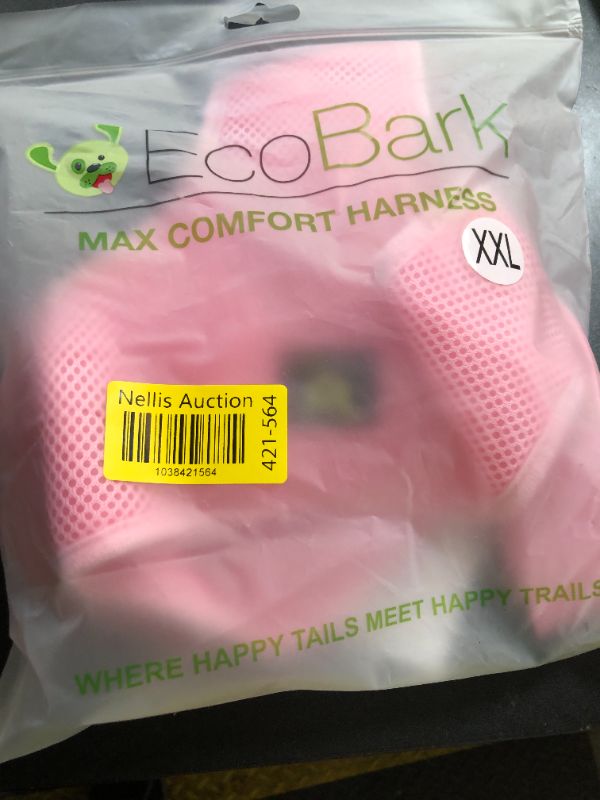 EcoBark
MAX COMFORT HARNESS
XXL
Nellis Auction
1038421564
421-564
WHERE HAPPY TAILS MEET HAPPY TRAILS